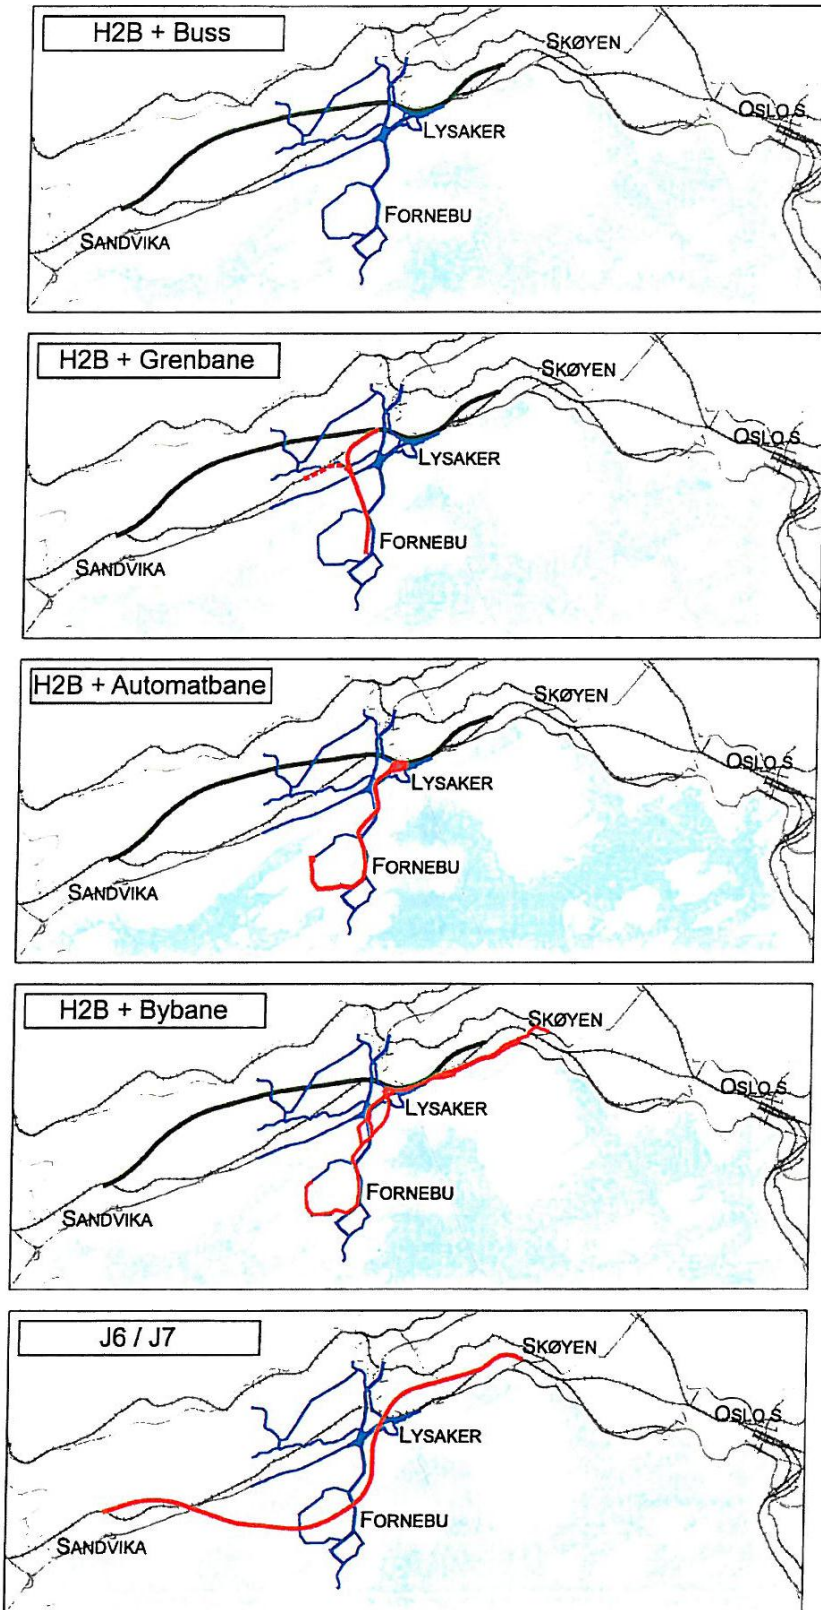 H2B + Buss
SKØYEN
OSLO S.
LYSAKER
FORNEBU
SANDVIKA
H2B + Grenbane
SKØYEN
OSLO S.
LYSAKER
FORNEBU
SANDVIKA
H2B + Automatbane
SKØYEN
OSLO S.
LYSAKER
FORNEBU
SANDVIKA
H2B + Bybane
SKØYEN
OSLO S.
LYSAKER
FORNEBU
SANDVIKA
J6 / J7
SKØYEN
OSLO S.
LYSAKER
FORNEBU
SANDVIKA